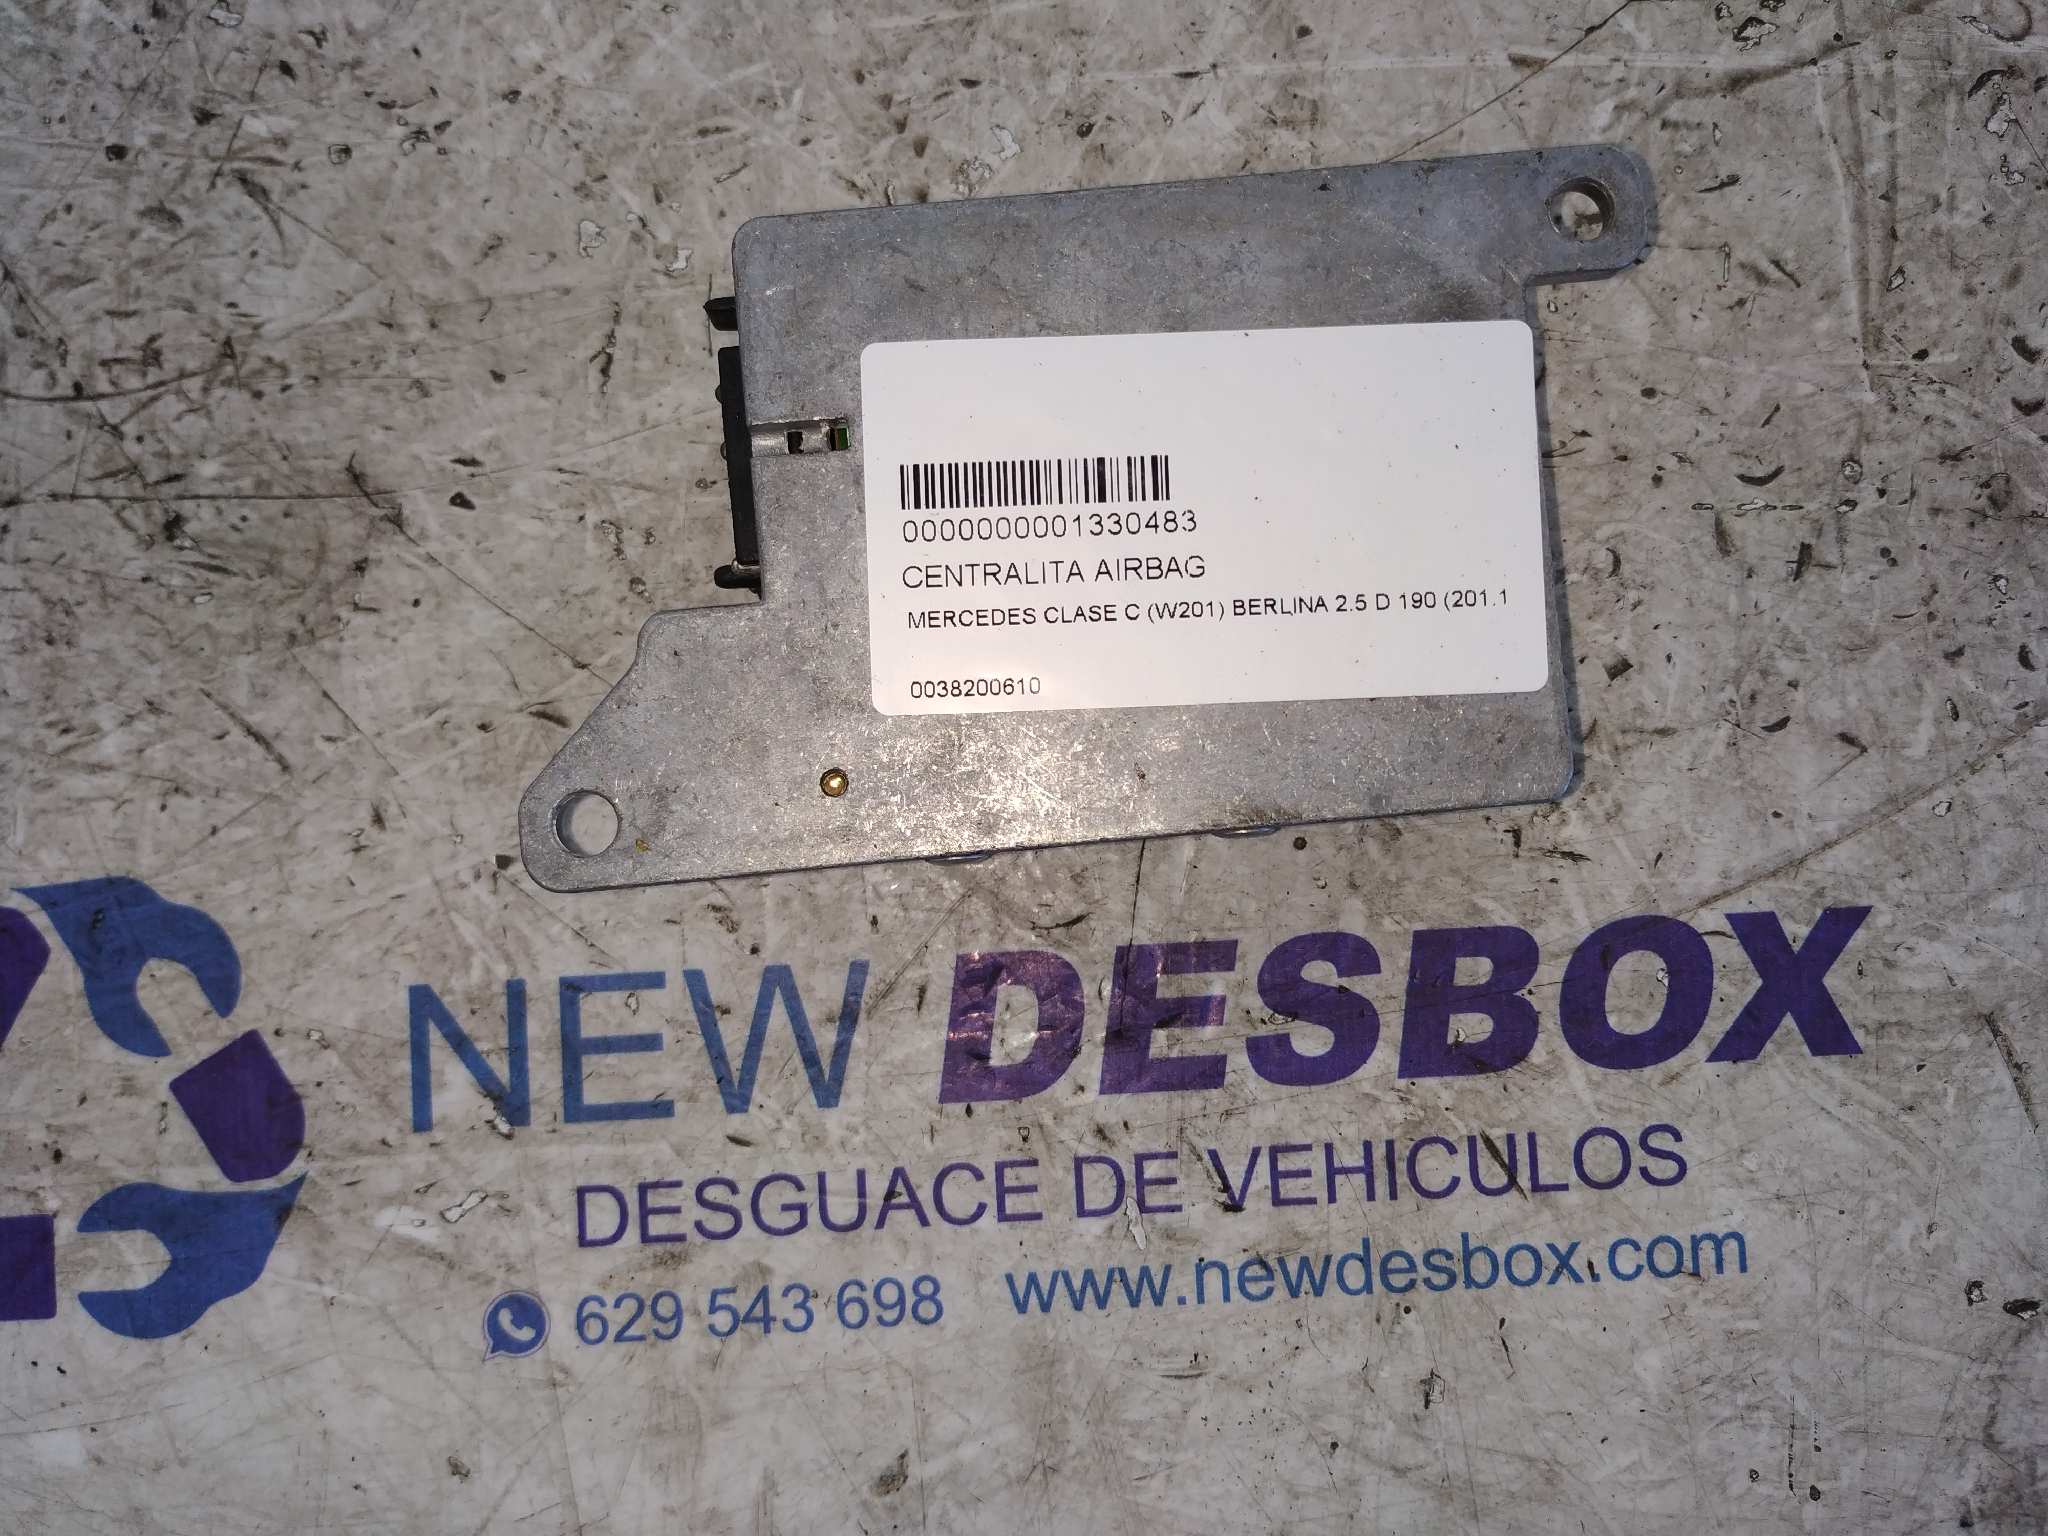 0000000001330483
CENTRALITA AIRBAG
MERCEDES CLASE C (W201) BERLINA 2.5 D 190 (201.1
0038200610
NEW DESBOX
DESGUACE DE VEHICULOS
629 543 698 www.newdesbox.com